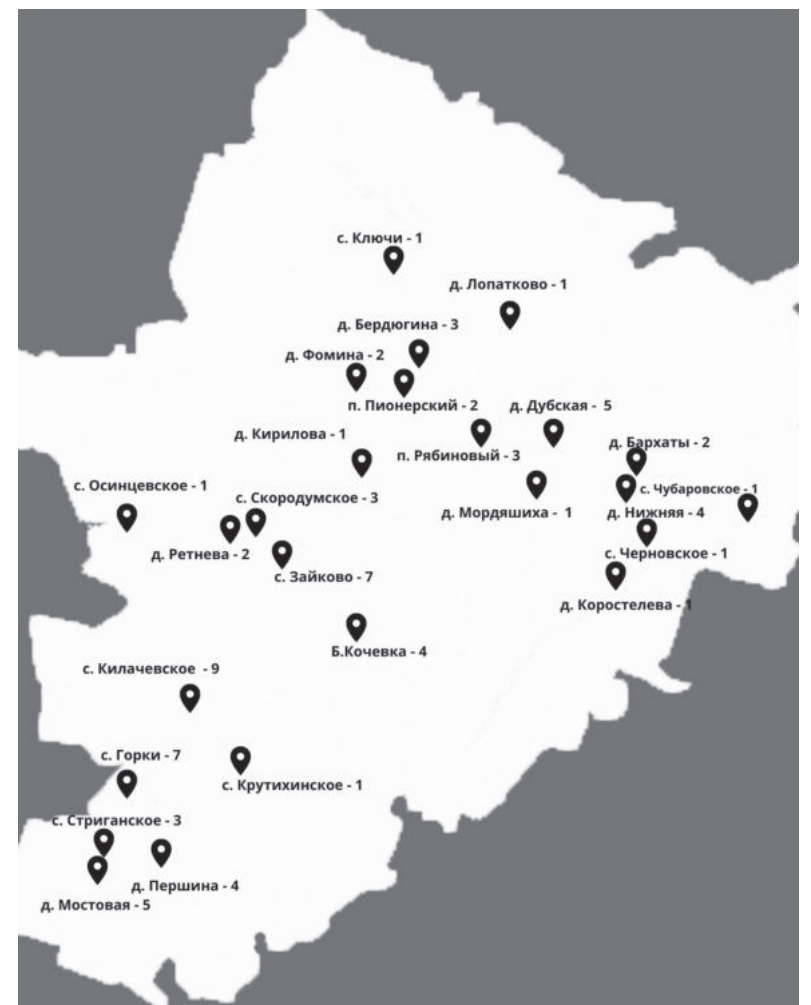 с. Ключи - 1
д. Лопатково - 1
д. Бердюгина - 3
д. Фомина - 2
п. Пионерский - 2
д. Дубская - 5
д. Кирилова - 1
п. Рябиновый - 3
д. Бархаты - 2
с. Осинцевское - 1
с. Скородумское - 3
с. Чубаровское - 1
д. Мордяшиха - 1
д. Нижняя - 4
д. Ретнева - 2
с. Черновское - 1
с. Зайково - 7
д. Коростелева - 1
Б.Кочевка - 4
с. Килачевское - 9
с. Горки - 7
с. Крутихинское - 1
с. Стриганское - 3
д. Першина - 4
д. Мостовая - 5